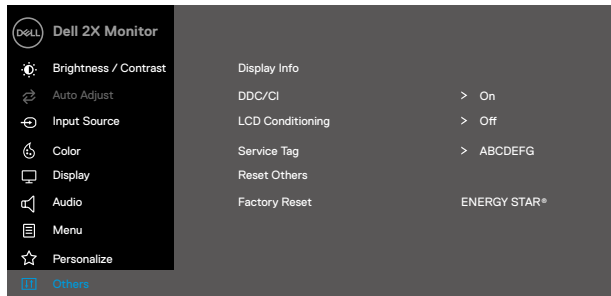 DELL Dell 2X Monitor
Brightness / Contrast Display Info
Auto Adjust DDC/CI > On
Input Source LCD Conditioning > Off
Color Service Tag > ABCDEFG
Display Reset Others
Audio Factory Reset ENERGY STAR®
Menu
Personalize
Others